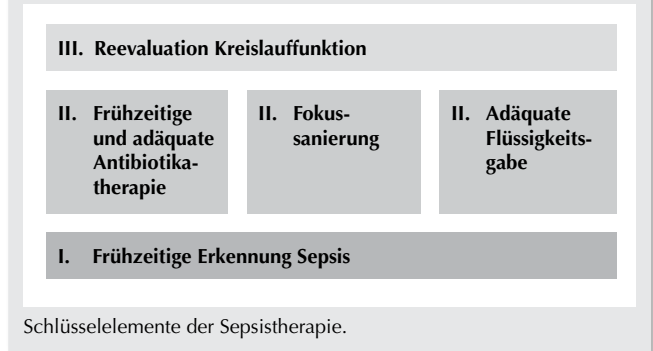 III. Reevaluation Kreislauffunktion
II. Frühzeitige
und adäquate
Antibiotika-
therapie
II. Fokus-
sanierung
II. Adäquate
Flüssigkeits-
gabe
I. Frühzeitige Erkennung Sepsis
Schlüsselelemente der Sepsistherapie.